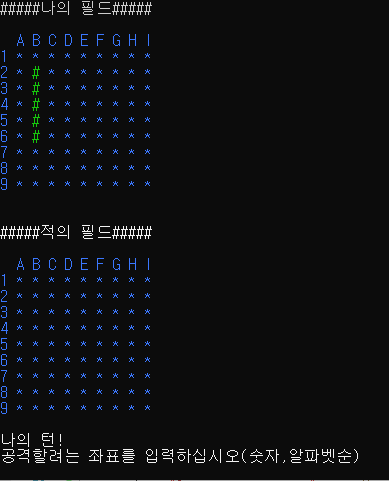 #####나의 필드#####
A B C D E F G H I
1 * * * * * * * * *
2 * # * * * * * * *
3 * # * * * * * * *
4 * # * * * * * * *
5 * # * * * * * * *
6 * # * * * * * * *
7 * * * * * * * * *
8 * * * * * * * * *
9 * * * * * * * * *
#####적의 필드#####
A B C D E F G H I
1 * * * * * * * * *
2 * * * * * * * * *
3 * * * * * * * * *
4 * * * * * * * * *
5 * * * * * * * * *
6 * * * * * * * * *
7 * * * * * * * * *
8 * * * * * * * * *
9 * * * * * * * * *
나의 턴!
공격할려는 좌표를 입력하십시오(숫자,알파벳순)